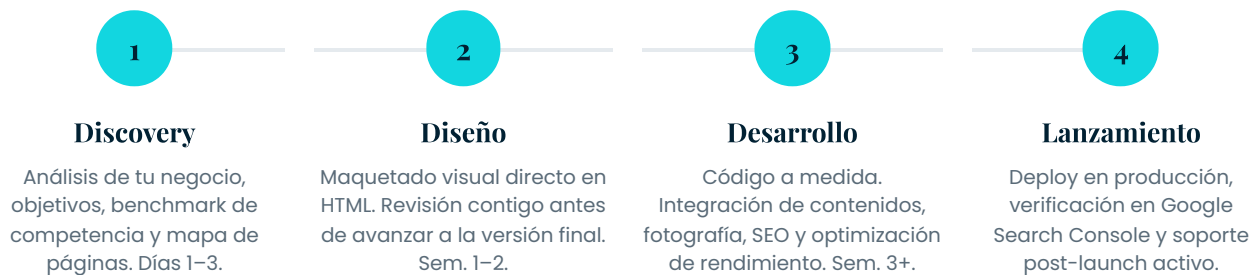 1
Discovery
Análisis de tu negocio,
objetivos, benchmark de
competencia y mapa de
páginas. Días 1–3.
2
Diseño
Maquetado visual directo en
HTML. Revisión contigo antes
de avanzar a la versión final.
Sem. 1–2.
3
Desarrollo
Código a medida.
Integración de contenidos,
fotografía, SEO y optimización
de rendimiento. Sem. 3+.
4
Lanzamiento
Deploy en producción,
verificación en Google
Search Console y soporte
post-launch activo.